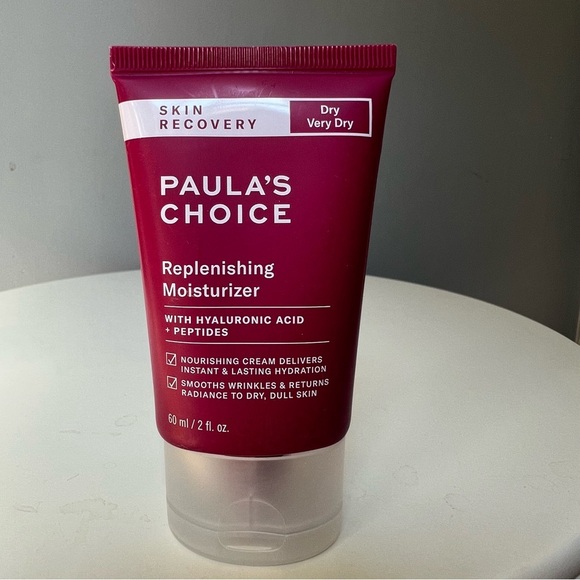 SKIN
RECOVERY
Dry
Very Dry
PAULA'S
CHOICE
Replenishing
Moisturizer
WITH HYALURONIC ACID
+ PEPTIDES
☑ NOURISHING CREAM DELIVERS
INSTANT & LASTING HYDRATION
☑ SMOOTHS WRINKLES & RETURNS
RADIANCE TO DRY, DULL SKIN
60 ml / 2 fl. oz.